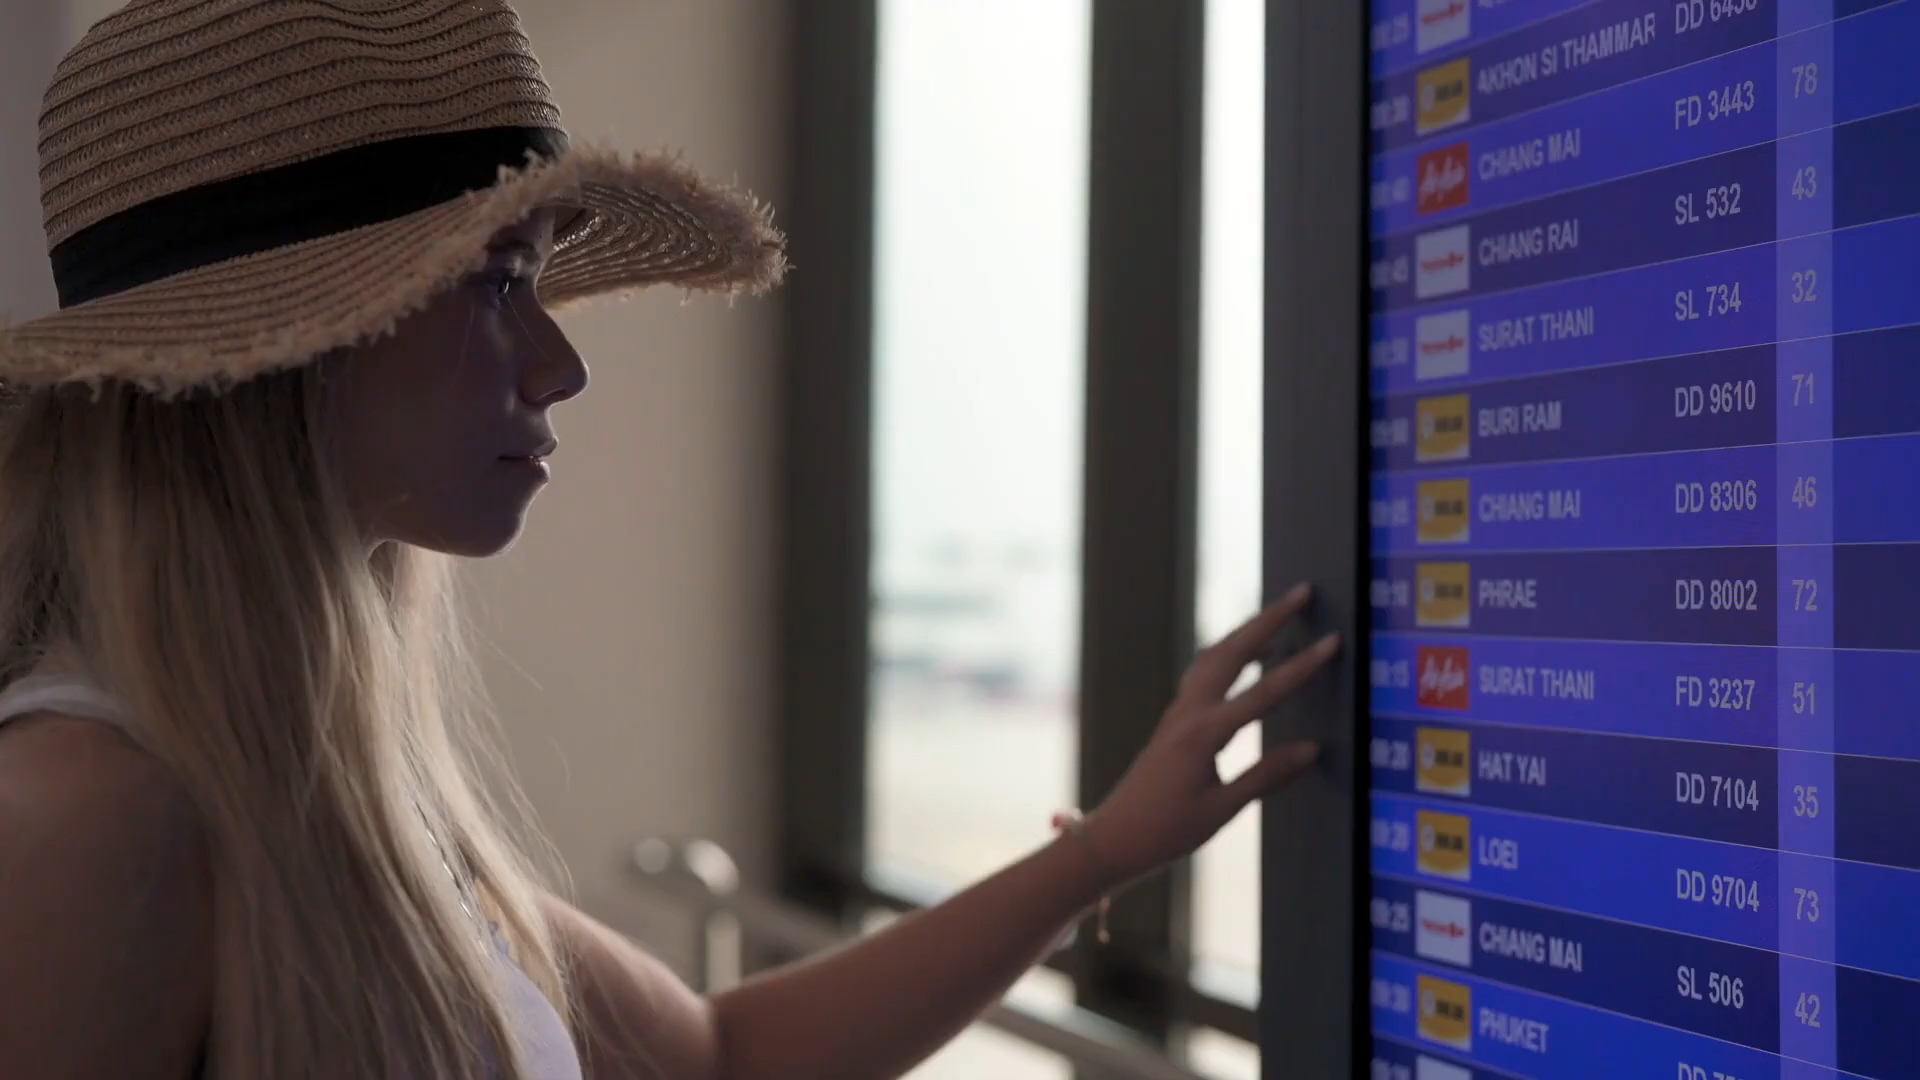 AKHON SI THAMMAR DD 6450
CHIANG MAI FD 3443 78
CHIANG RAI SL 532 43
SURAT THANI SL 734 32
BURI RAM DD 9610 71
CHIANG MAI DD 8306 46
PHRAE DD 8002 72
SURAT THANI FD 3237 51
HAT YAI DD 7104 35
LOEI DD 9704 73
CHIANG MAI SL 506 42
PHUKET